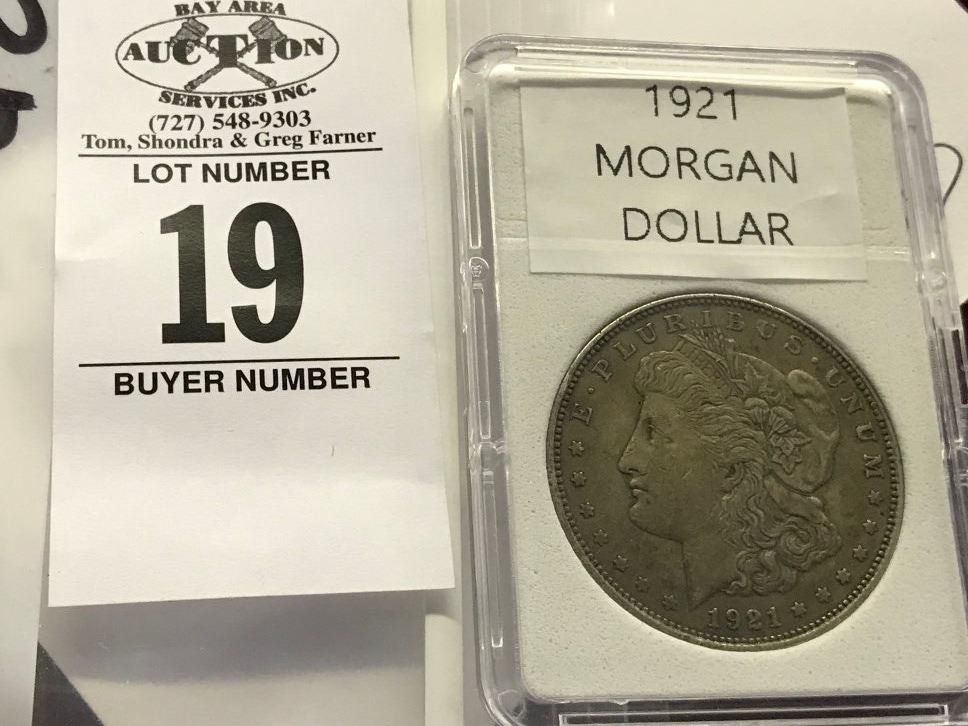 BAY AREA
AUCTION
SERVICES INC.
(727) 548-9303
Tom, Shondra & Greg Farner
LOT NUMBER
19
BUYER NUMBER
1921
MORGAN
DOLLAR
E · PLURIBUS · UNUM
1921